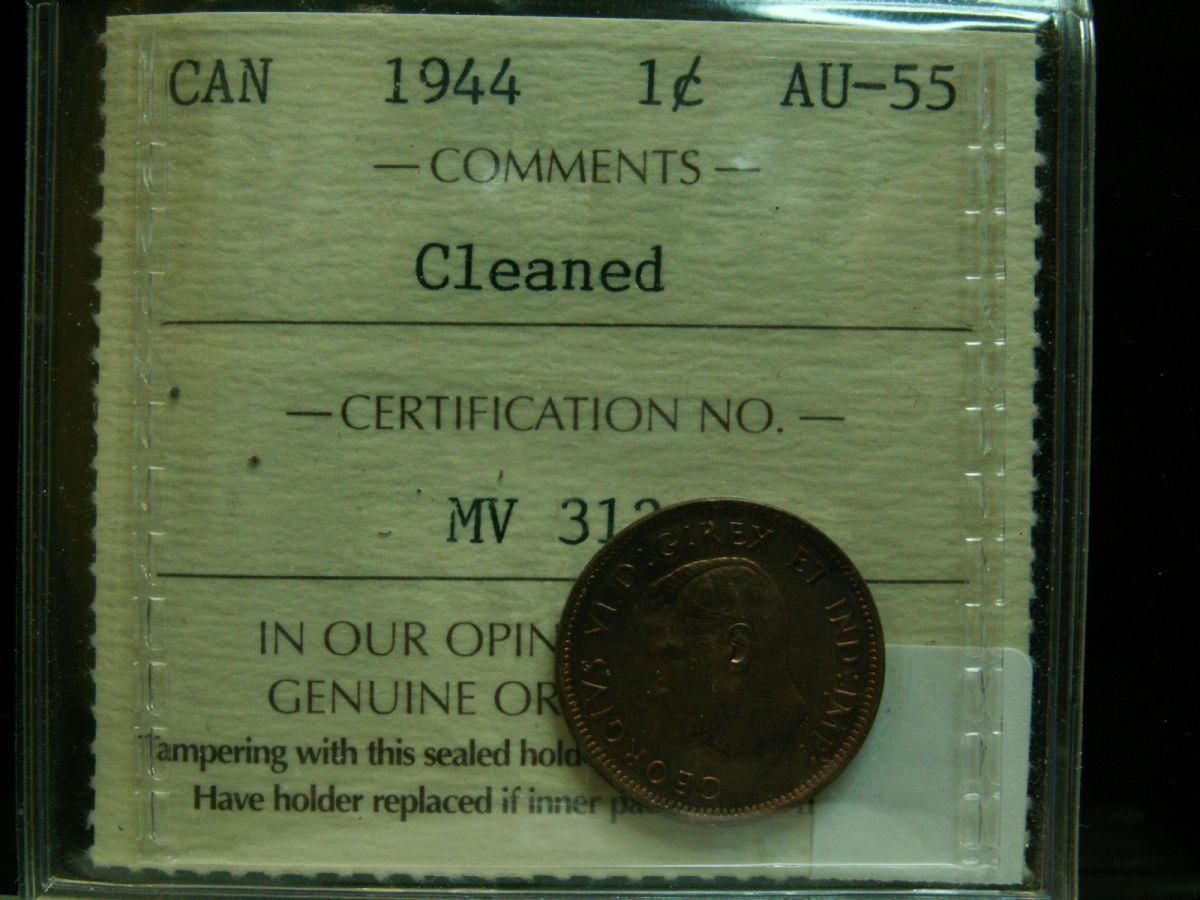 CAN 1944 1¢ AU-55
— COMMENTS —
Cleaned
— CERTIFICATION NO. —
MV 31
IN OUR OPIN
GENUINE OR
Tampering with this sealed hold
Have holder replaced if inner pa
GEORGIVS VI D:G:REX ET IND:IMP: